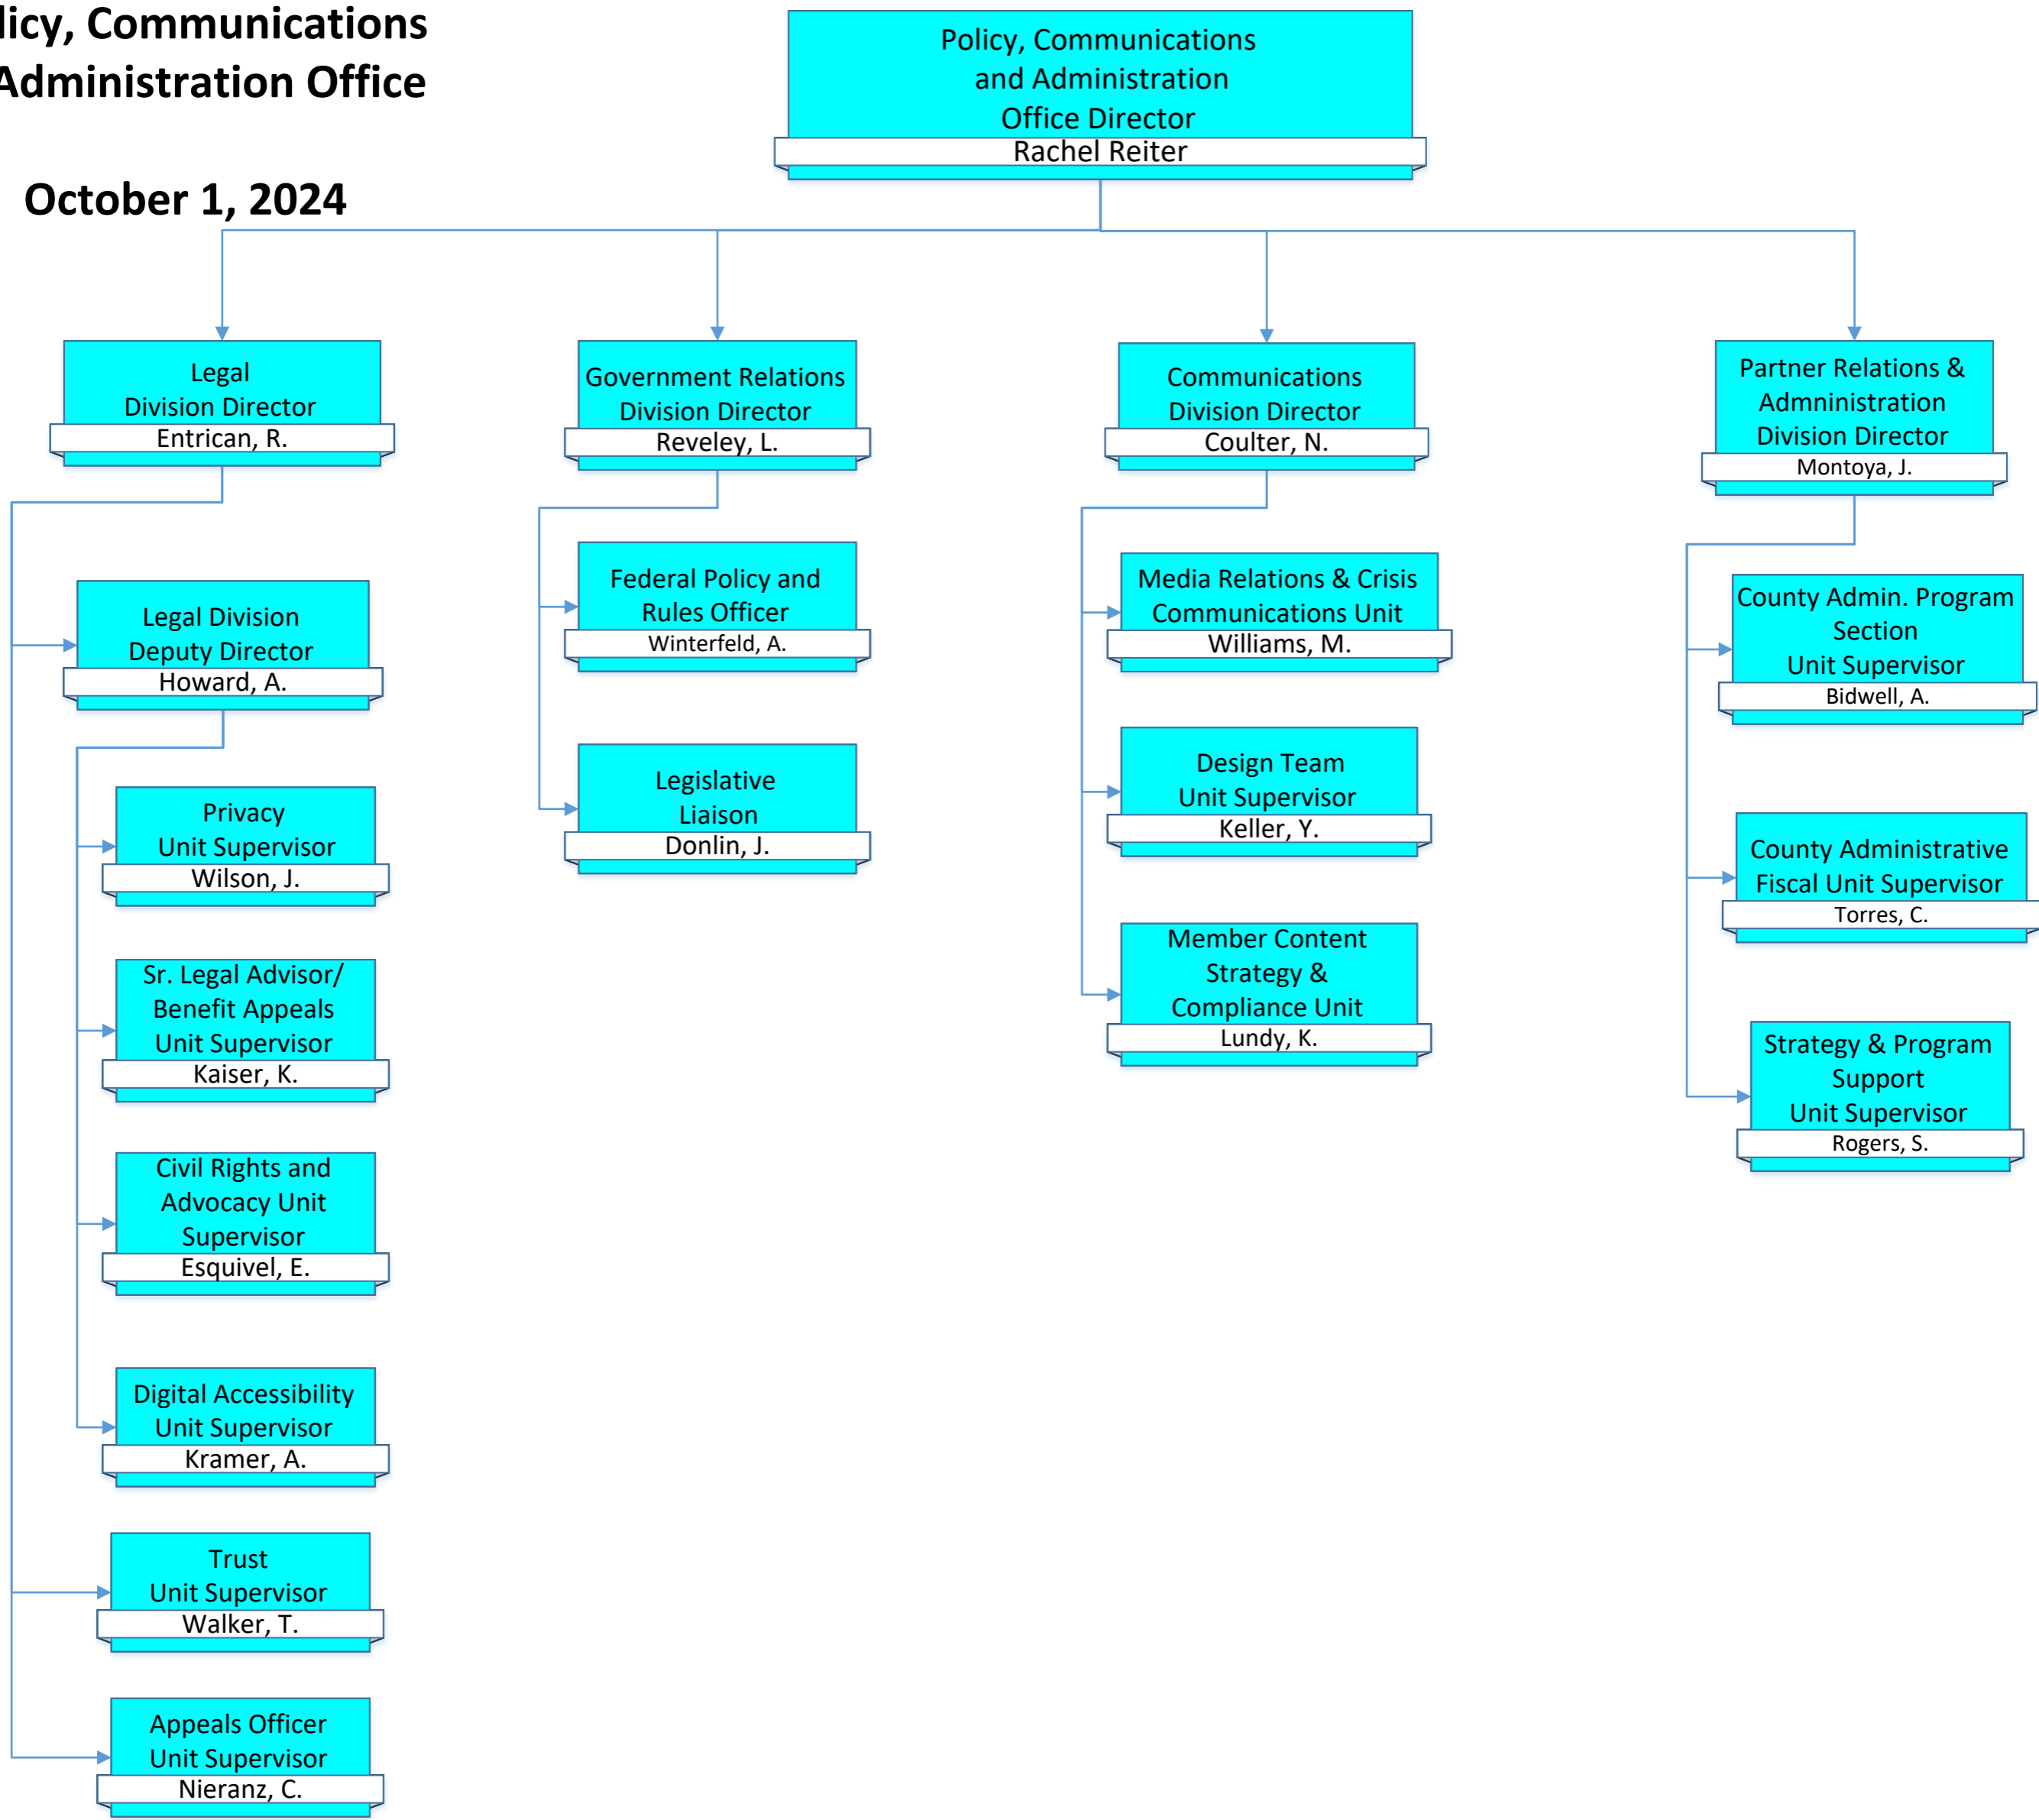 licy, Communications
Administration Office
October 1, 2024
Policy, Communications
and Administration
Office Director
Rachel Reiter
Legal
Division Director
Entrican, R.
Government Relations
Division Director
Reveley, L.
Communications
Division Director
Coulter, N.
Partner Relations &
Admninistration
Division Director
Montoya, J.
Legal Division
Deputy Director
Howard, A.
Privacy
Unit Supervisor
Wilson, J.
Sr. Legal Advisor/
Benefit Appeals
Unit Supervisor
Kaiser, K.
Civil Rights and
Advocacy Unit
Supervisor
Esquivel, E.
Digital Accessibility
Unit Supervisor
Kramer, A.
Trust
Unit Supervisor
Walker, T.
Appeals Officer
Unit Supervisor
Nieranz, C.
Federal Policy and
Rules Officer
Winterfeld, A.
Legislative
Liaison
Donlin, J.
Media Relations & Crisis
Communications Unit
Williams, M.
Design Team
Unit Supervisor
Keller, Y.
Member Content
Strategy &
Compliance Unit
Lundy, K.
County Admin. Program
Section
Unit Supervisor
Bidwell, A.
County Administrative
Fiscal Unit Supervisor
Torres, C.
Strategy & Program
Support
Unit Supervisor
Rogers, S.